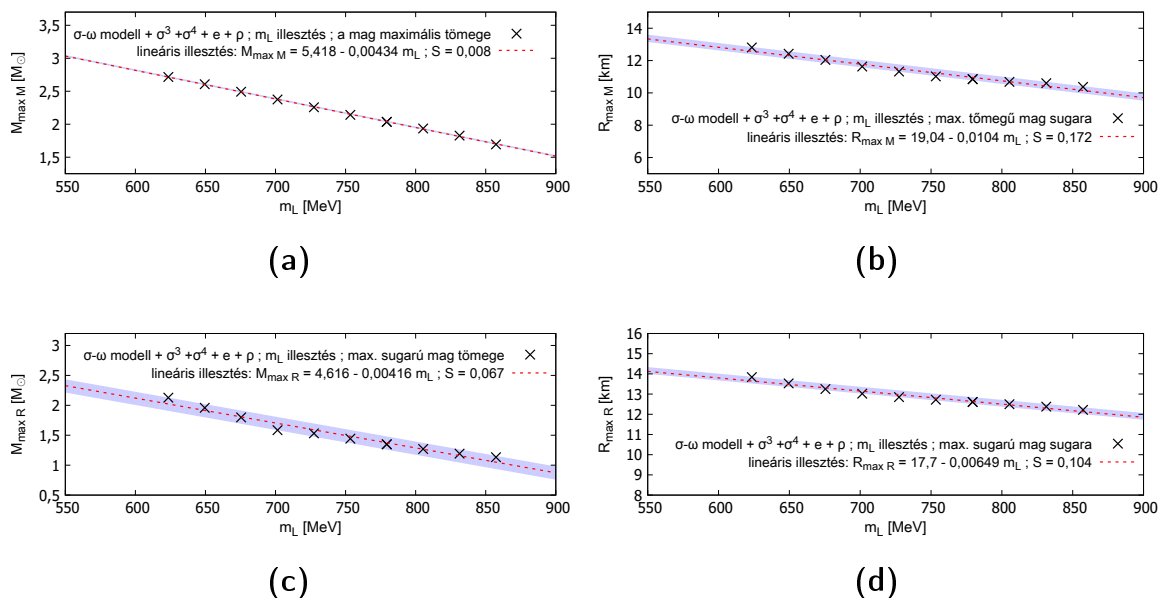 σ-ω modell + σ³ +σ⁴ + e + ρ ; m_L illesztés ; a mag maximális tömege
lineáris illesztés: M_max M = 5,418 - 0,00434 m_L ; S = 0,008
M_max M [M☉]
3,5
3
2,5
2
1,5
550 600 650 700 750 800 850 900
m_L [MeV]
(a)
R_max M [km]
14
12
10
8
6
σ-ω modell + σ³ +σ⁴ + e + ρ ; m_L illesztés ; max. tőmegű mag sugara
lineáris illesztés: R_max M = 19,04 - 0,0104 m_L ; S = 0,172
550 600 650 700 750 800 850 900
m_L [MeV]
(b)
σ-ω modell + σ³ +σ⁴ + e + ρ ; m_L illesztés ; max. sugarú mag tömege
lineáris illesztés: M_max R = 4,616 - 0,00416 m_L ; S = 0,067
M_max R [M☉]
3
2,5
2
1,5
1
0,5
550 600 650 700 750 800 850 900
m_L [MeV]
(c)
R_max R [km]
16
15
14
13
12
11
10
9
8
σ-ω modell + σ³ +σ⁴ + e + ρ ; m_L illesztés ; max. sugarú mag sugara
lineáris illesztés: R_max R = 17,7 - 0,00649 m_L ; S = 0,104
550 600 650 700 750 800 850 900
m_L [MeV]
(d)